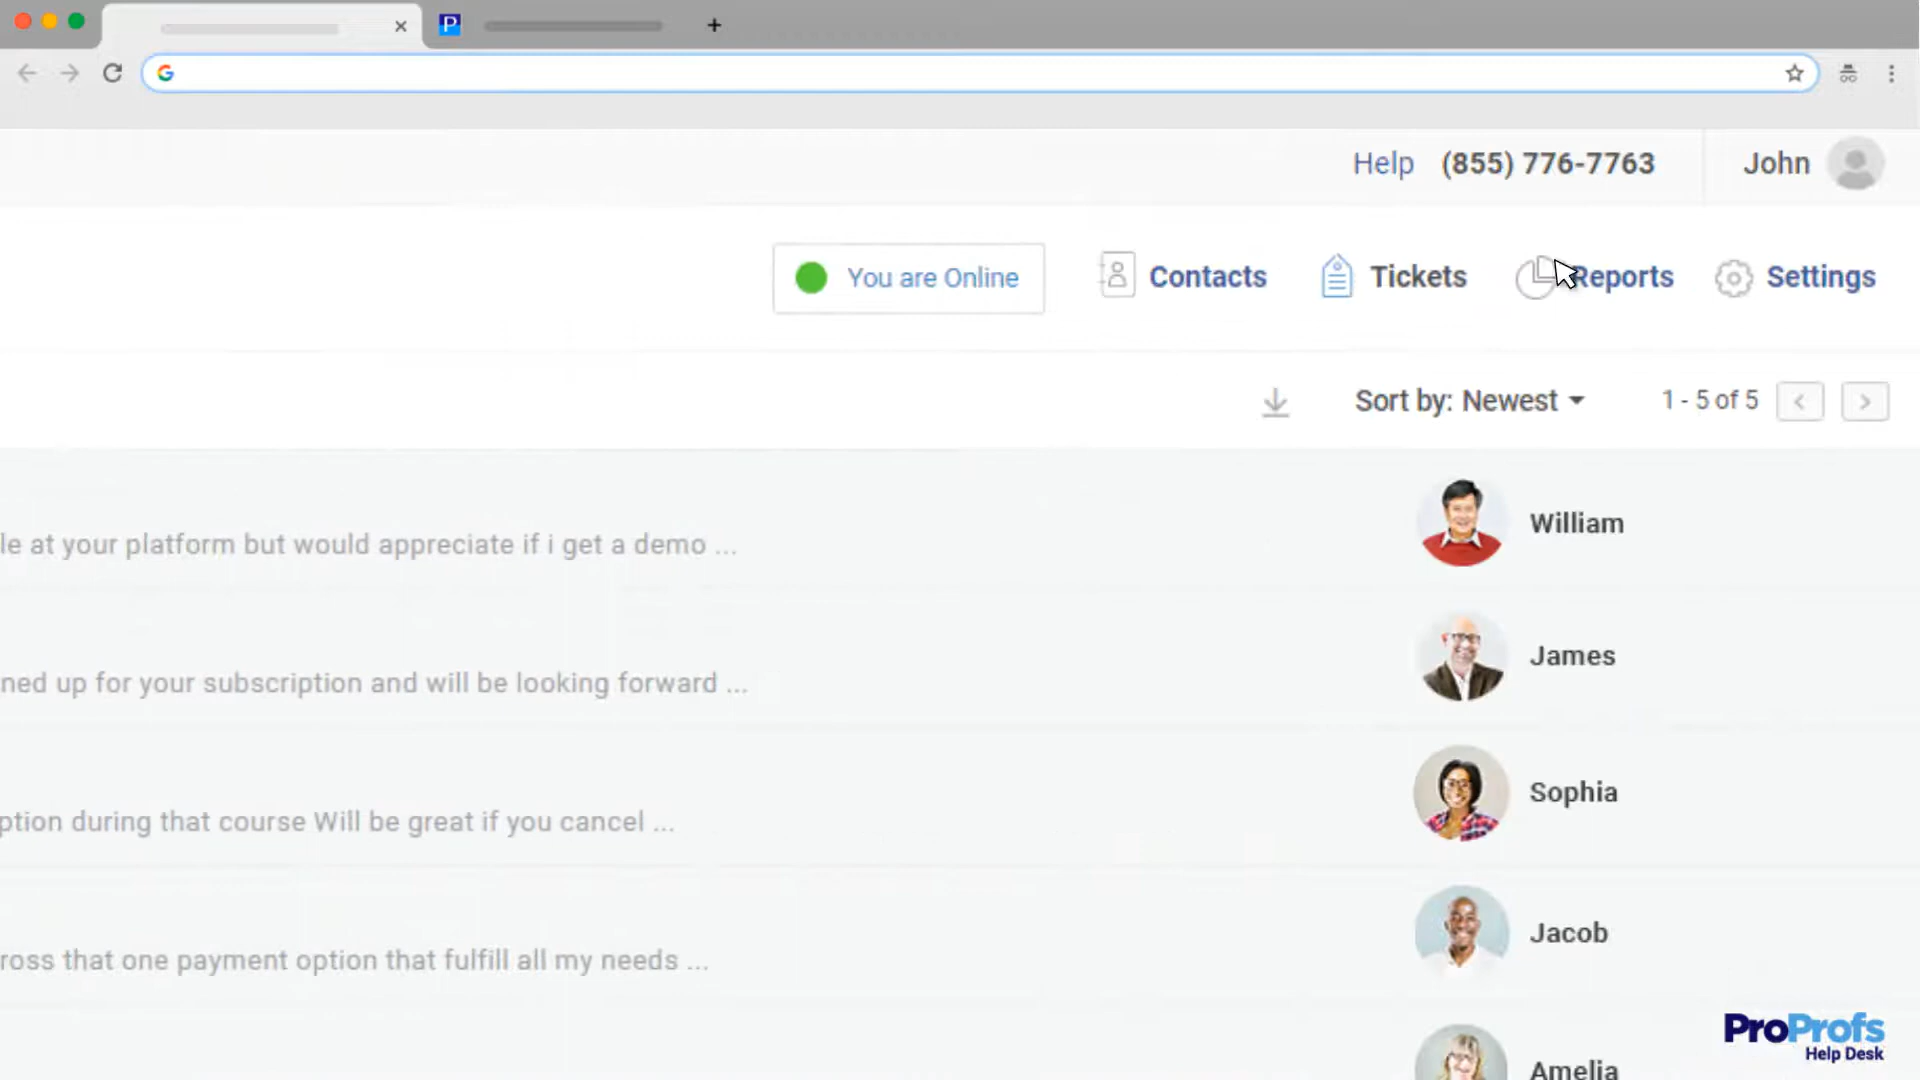 P
Help (855) 776-7763 John
You are Online Contacts Tickets Reports Settings
Sort by: Newest 1 - 5 of 5
William
le at your platform but would appreciate if i get a demo ...
James
ned up for your subscription and will be looking forward ...
Sophia
ption during that course Will be great if you cancel ...
Jacob
ross that one payment option that fulfill all my needs ...
Amelia
ProProfs
Help Desk